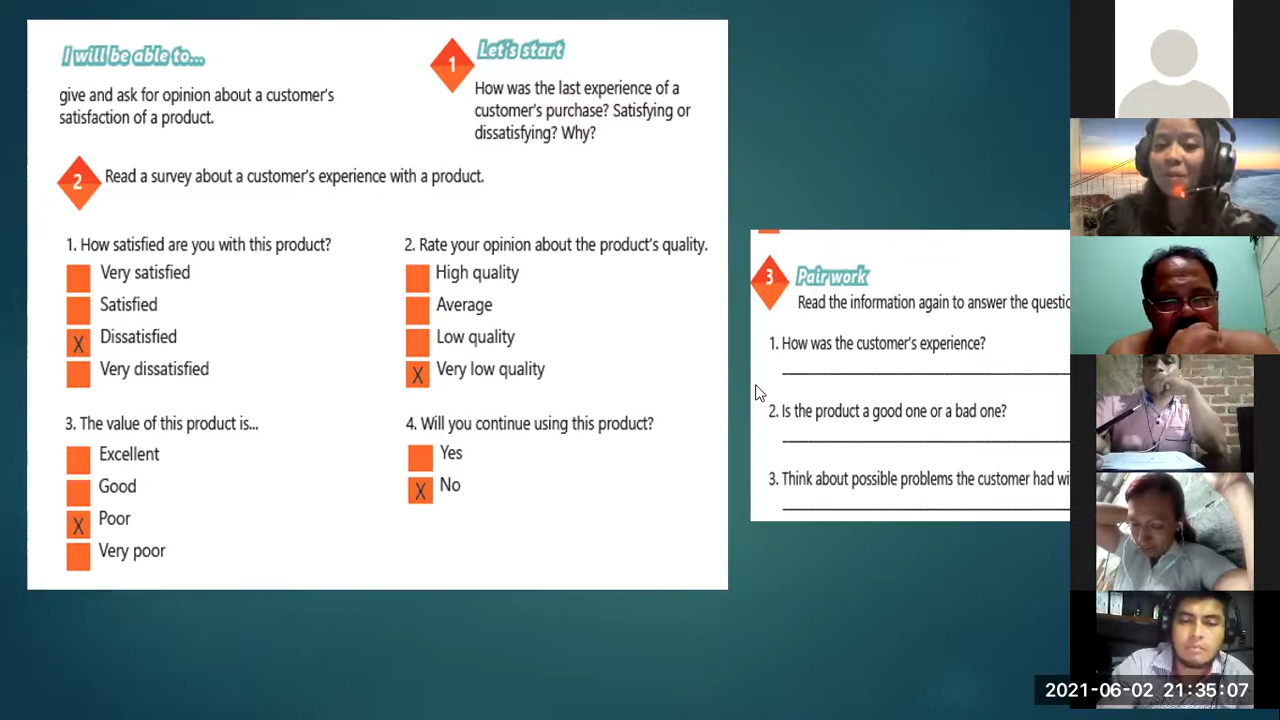 I will be able to...
give and ask for opinion about a customer's
satisfaction of a product.
1
Let's start
How was the last experience of a
customer's purchase? Satisfying or
dissatisfying? Why?
2
Read a survey about a customer's experience with a product.
1. How satisfied are you with this product?
Very satisfied
Satisfied
X Dissatisfied
Very dissatisfied
2. Rate your opinion about the product's quality.
High quality
Average
Low quality
X Very low quality
3. The value of this product is...
Excellent
Good
X Poor
Very poor
4. Will you continue using this product?
Yes
X No
3
Pair work
Read the information again to answer the
1. How was the customer's experience?
2. Is the product a good one or a bad one?
3. Think about possible problems the customer had
2021-06-02 21:35:07